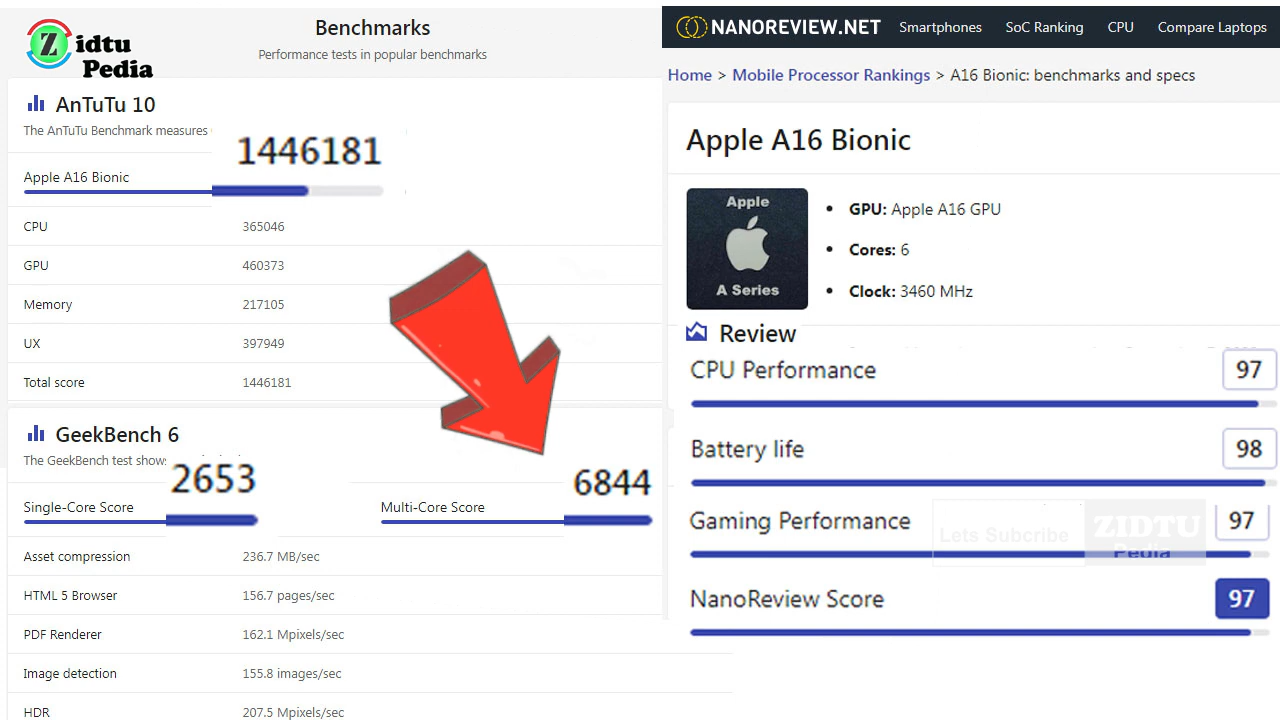 Zidtu
Pedia
Benchmarks
Performance tests in popular benchmarks
AnTuTu 10
The AnTuTu Benchmark measures
1446181
Apple A16 Bionic
CPU 365046
GPU 460373
Memory 217105
UX 397949
Total score 1446181
GeekBench 6
The GeekBench test shows
2653
6844
Single-Core Score Multi-Core Score
Asset compression 236.7 MB/sec
HTML 5 Browser 156.7 pages/sec
PDF Renderer 162.1 Mpixels/sec
Image detection 155.8 images/sec
HDR 207.5 Mpixels/sec
NANOREVIEW.NET Smartphones SoC Ranking CPU Compare Laptops
Home > Mobile Processor Rankings > A16 Bionic: benchmarks and specs
Apple A16 Bionic
Apple
A Series
• GPU: Apple A16 GPU
• Cores: 6
• Clock: 3460 MHz
Review
CPU Performance 97
Battery life 98
Gaming Performance 97
Lets Subcribe ZIDTU
Pedia
NanoReview Score 97